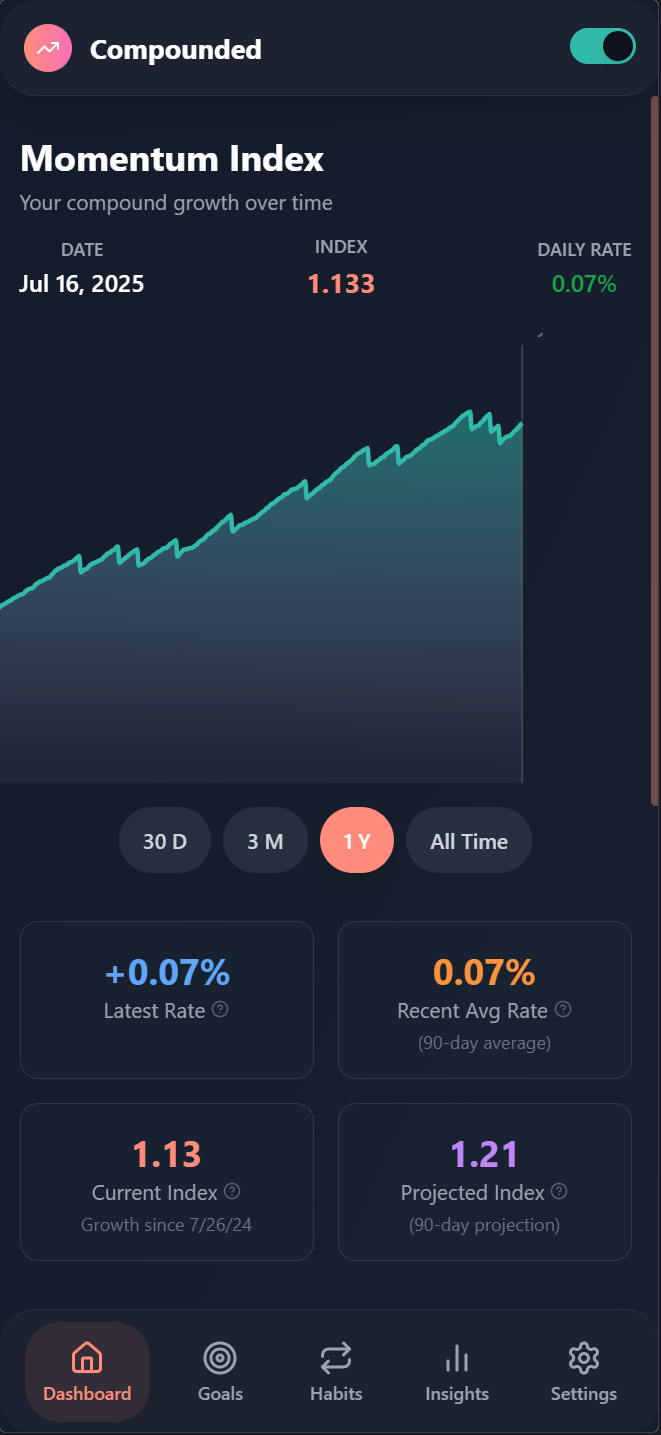 Compounded
Momentum Index
Your compound growth over time
DATE INDEX DAILY RATE
Jul 16, 2025 1.133 0.07%
30 D 3 M 1 Y All Time
+0.07% 0.07%
Latest Rate ? Recent Avg Rate ?
(90-day average)
1.13 1.21
Current Index ? Projected Index ?
Growth since 7/26/24 (90-day projection)
Dashboard Goals Habits Insights Settings